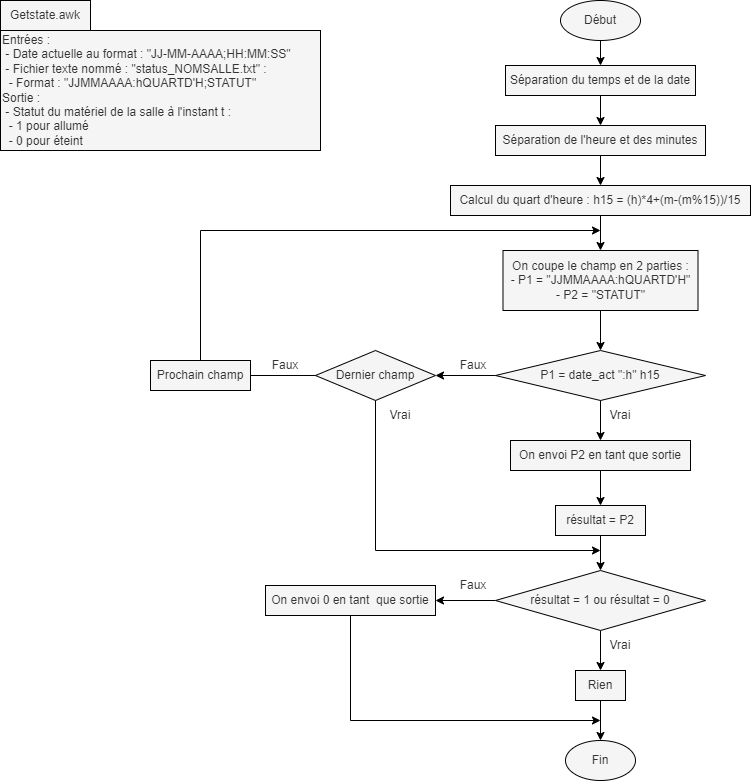 Getstate.awk
Entrées :
- Date actuelle au format : "JJ-MM-AAAA;HH:MM:SS"
- Fichier texte nommé : "status_NOMSALLE.txt" :
- Format : "JJMMAAAA:hQUARTD'H;STATUT"
Sortie :
- Statut du matériel de la salle à l'instant t :
- 1 pour allumé
- 0 pour éteint
Début
Séparation du temps et de la date
Séparation de l'heure et des minutes
Calcul du quart d'heure : h15 = (h)*4+(m-(m%15))/15
On coupe le champ en 2 parties :
- P1 = "JJMMAAAA:hQUARTD'H"
- P2 = "STATUT"
Prochain champ
Faux
Dernier champ
Faux
P1 = date_act ":h" h15
Vrai
Vrai
On envoi P2 en tant que sortie
résultat = P2
On envoi 0 en tant  que sortie
Faux
résultat = 1 ou résultat = 0
Vrai
Rien
Fin